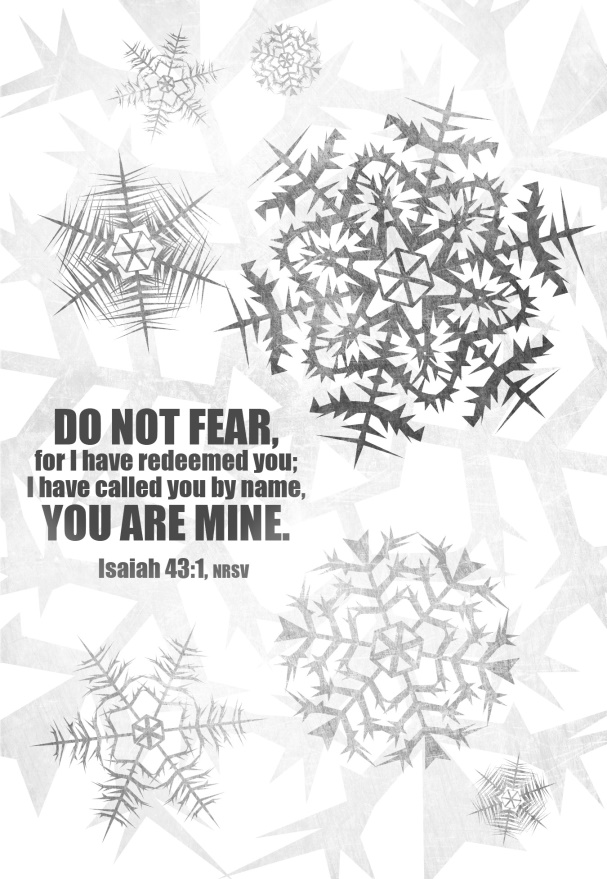 DO NOT FEAR,
for I have redeemed you;
I have called you by name,
YOU ARE MINE.
Isaiah 43:1, NRSV